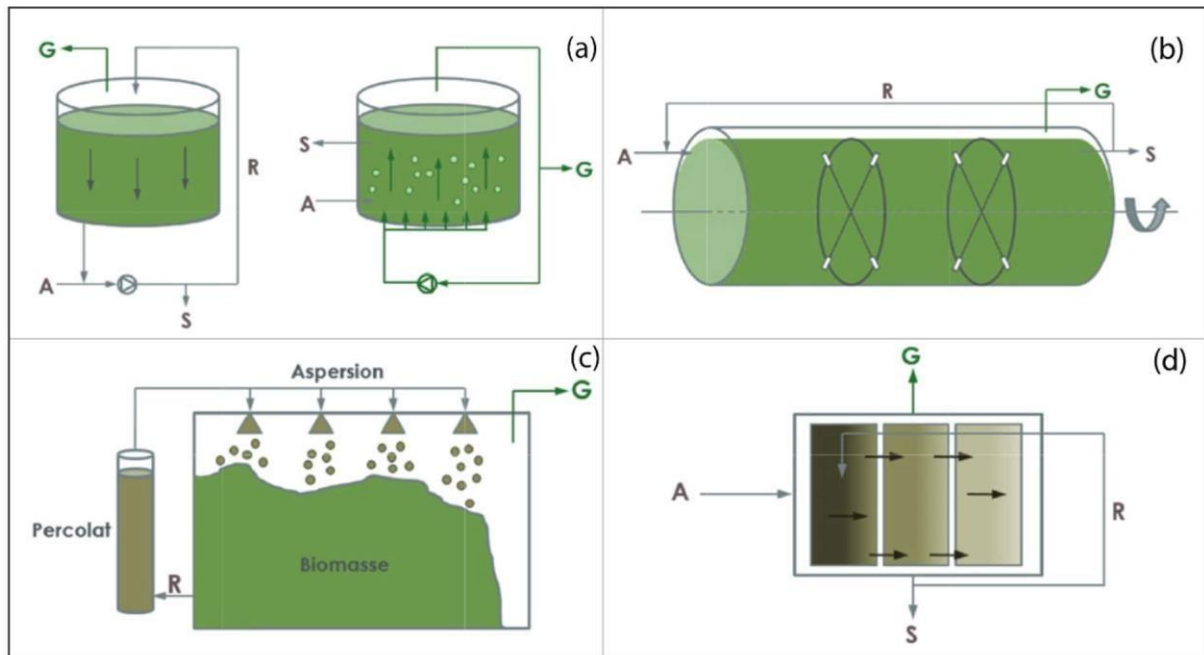 (a)
G
R
A
S
S
A
G
(b)
R
G
A
S
(c)
Aspersion
G
Percolat
R
Biomasse
(d)
G
A
R
S